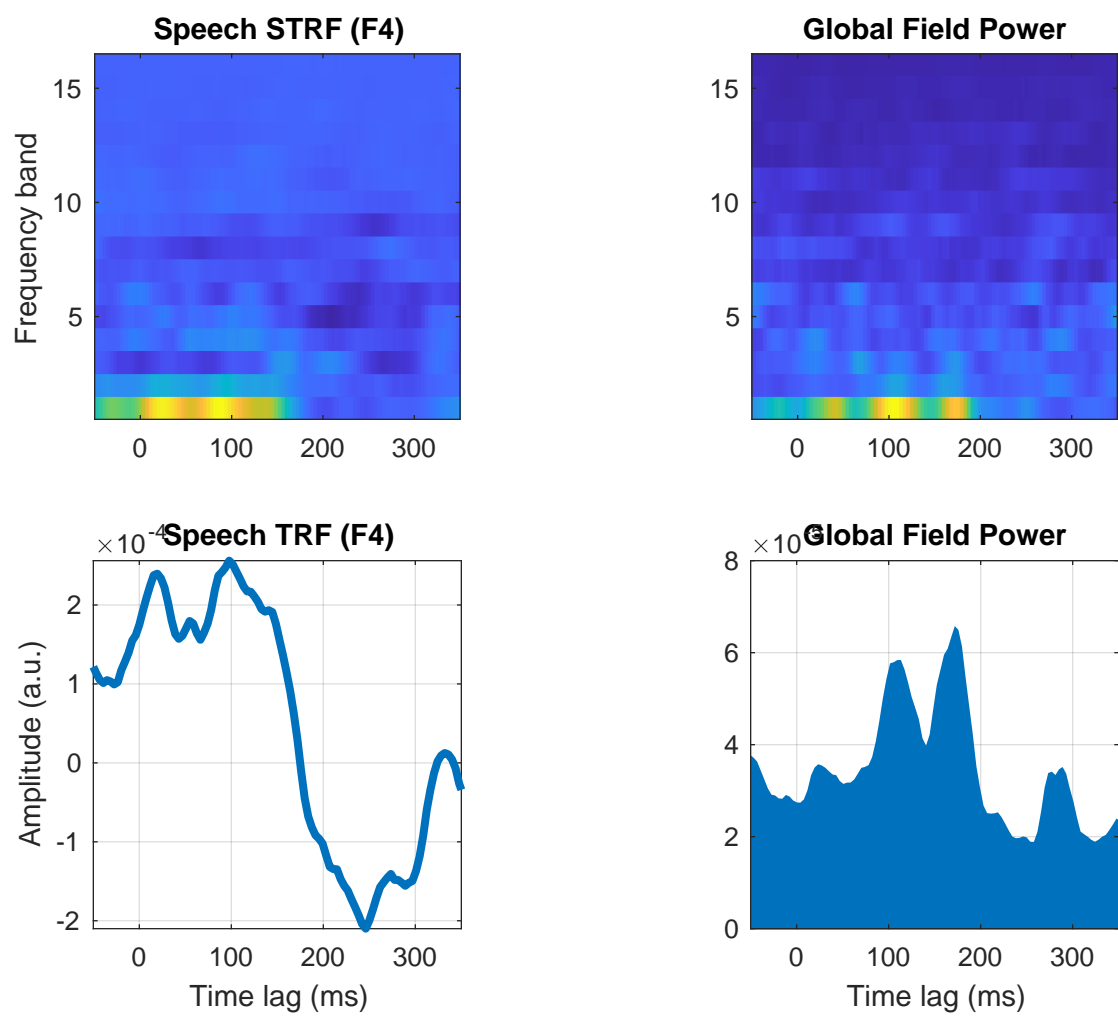 Speech STRF (F4)
Frequency band
15
10
5
0 100 200 300
Global Field Power
15
10
5
0 100 200 300
×10⁻⁴
Speech TRF (F4)
Amplitude (a.u.)
2
1
0
-1
-2
0 100 200 300
Time lag (ms)
×10
Global Field Power
8
6
4
2
0
0 100 200 300
Time lag (ms)